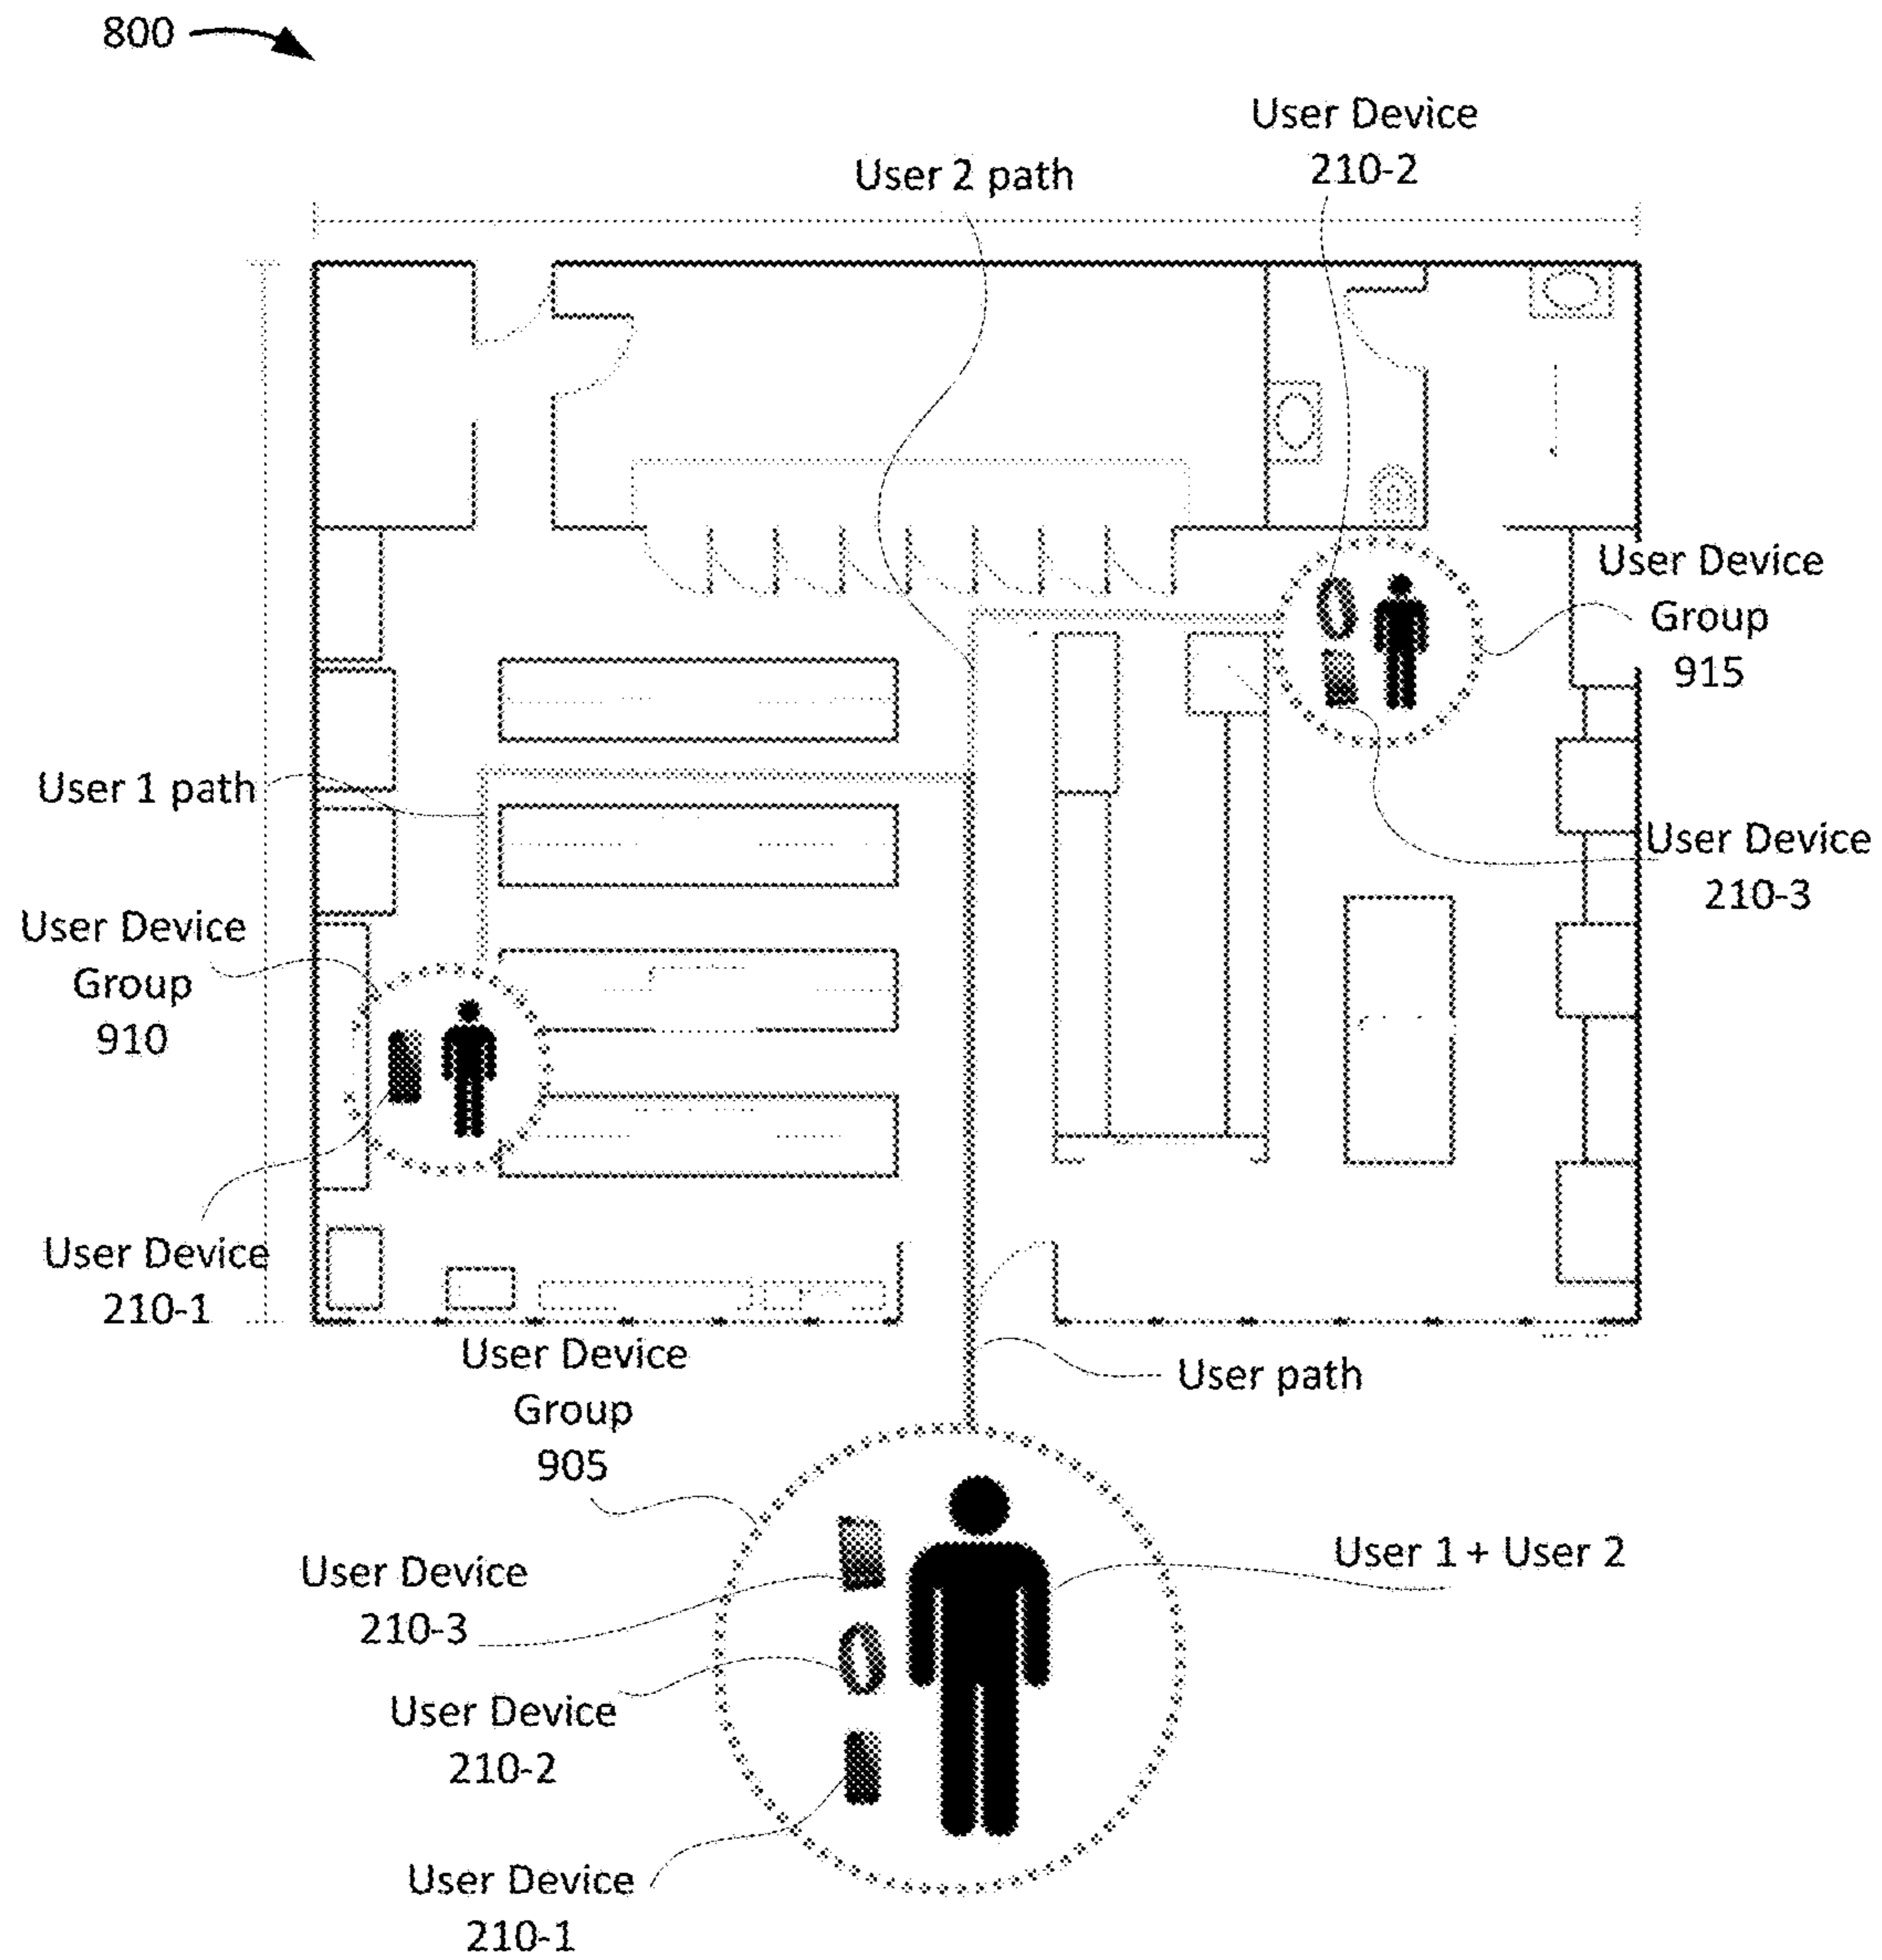 800
User Device
210-2
User 2 path
User Device
Group
915
User 1 path
User Device
210-3
User Device
Group
910
User Device
210-1
User Device
Group
905
User path
User 1 + User 2
User Device
210-3
User Device
210-2
User Device
210-1